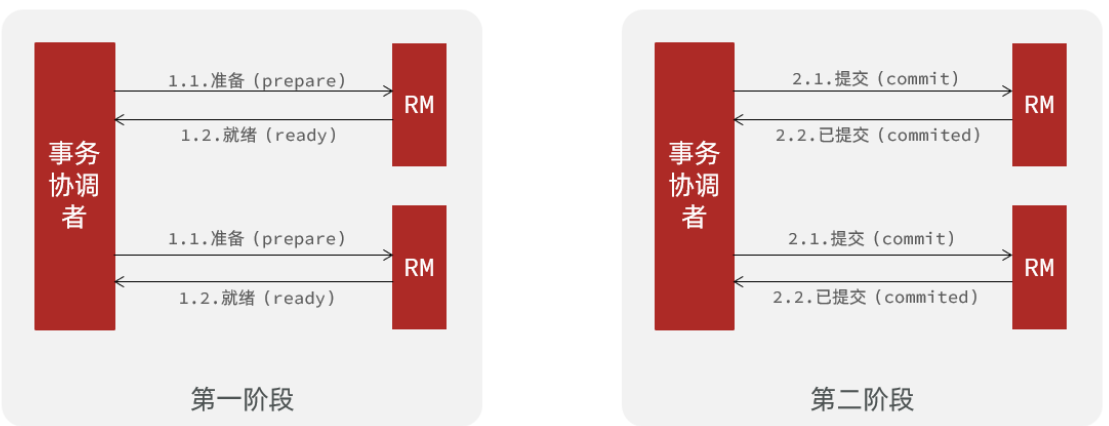 事务
协调
者
1.1.准备（prepare）
1.2.就绪（ready）
RM
1.1.准备（prepare）
1.2.就绪（ready）
RM
第一阶段
事务
协调
者
2.1.提交（commit）
2.2.已提交（commited）
RM
2.1.提交（commit）
2.2.已提交（commited）
RM
第二阶段